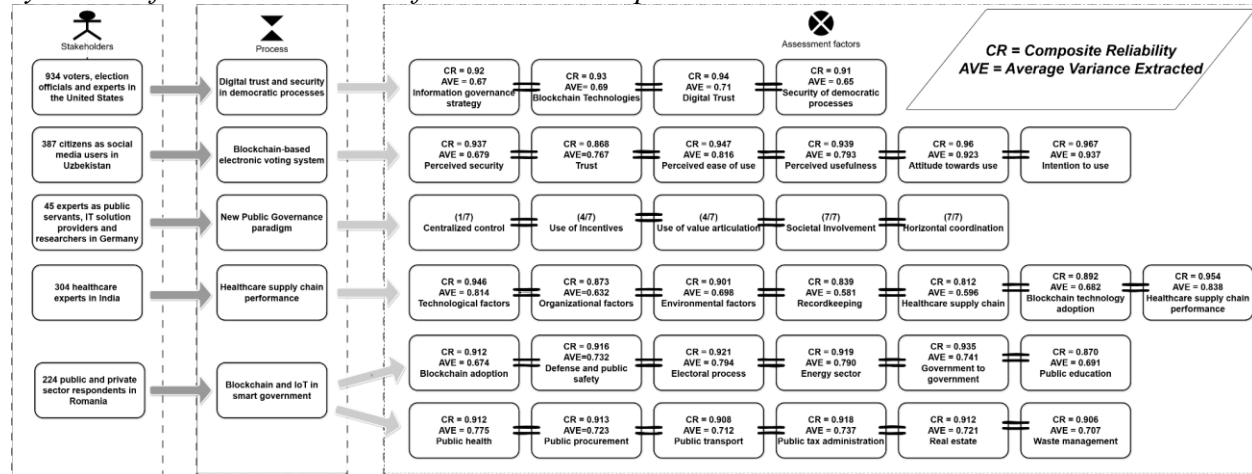 Stakeholders
Process
Assessment factors
CR = Composite Reliability
AVE = Average Variance Extracted
934 voters, election
officials and experts in
the United States
Digital trust and security
in democratic processes
CR = 0.92
AVE = 0.67
Information governance
strategy
CR = 0.93
AVE= 0.69
Blockchain Technologies
CR = 0.94
AVE = 0.71
Digital Trust
CR = 0.91
AVE = 0.65
Security of democratic
processes
387 citizens as social
media users in
Uzbekistan
Blockchain-based
electronic voting system
CR = 0.937
AVE = 0.679
Perceived security
CR = 0.868
AVE=0.767
Trust
CR = 0.947
AVE = 0.816
Perceived ease of use
CR = 0.939
AVE = 0.793
Perceived usefulness
CR = 0.96
AVE = 0.923
Attitude towards use
CR = 0.967
AVE = 0.937
Intention to use
45 experts as public
servants, IT solution
providers and
researchers in Germany
New Public Governance
paradigm
(1/7)
Centralized control
(4/7)
Use of Incentives
(4/7)
Use of value articulation
(7/7)
Societal Involvement
(7/7)
Horizontal coordination
304 healthcare
experts in India
Healthcare supply chain
performance
CR = 0.946
AVE = 0.814
Technological factors
CR = 0.873
AVE=0.632
Organizational factors
CR = 0.901
AVE = 0.698
Environmental factors
CR = 0.839
AVE = 0.581
Recordkeeping
CR = 0.812
AVE = 0.596
Healthcare supply chain
CR = 0.892
AVE = 0.682
Blockchain technology
adoption
CR = 0.954
AVE = 0.838
Healthcare supply chain
performance
224 public and private
sector respondents in
Romania
Blockchain and IoT in
smart government
CR = 0.912
AVE = 0.674
Blockchain adoption
CR = 0.916
AVE=0.732
Defense and public
safety
CR = 0.921
AVE = 0.794
Electoral process
CR = 0.919
AVE = 0.790
Energy sector
CR = 0.935
AVE = 0.741
Government to
government
CR = 0.870
AVE = 0.691
Public education
CR = 0.912
AVE = 0.775
Public health
CR = 0.913
AVE=0.723
Public procurement
CR = 0.908
AVE = 0.712
Public transport
CR = 0.918
AVE = 0.737
Public tax administration
CR = 0.912
AVE = 0.721
Real estate
CR = 0.906
AVE = 0.707
Waste management